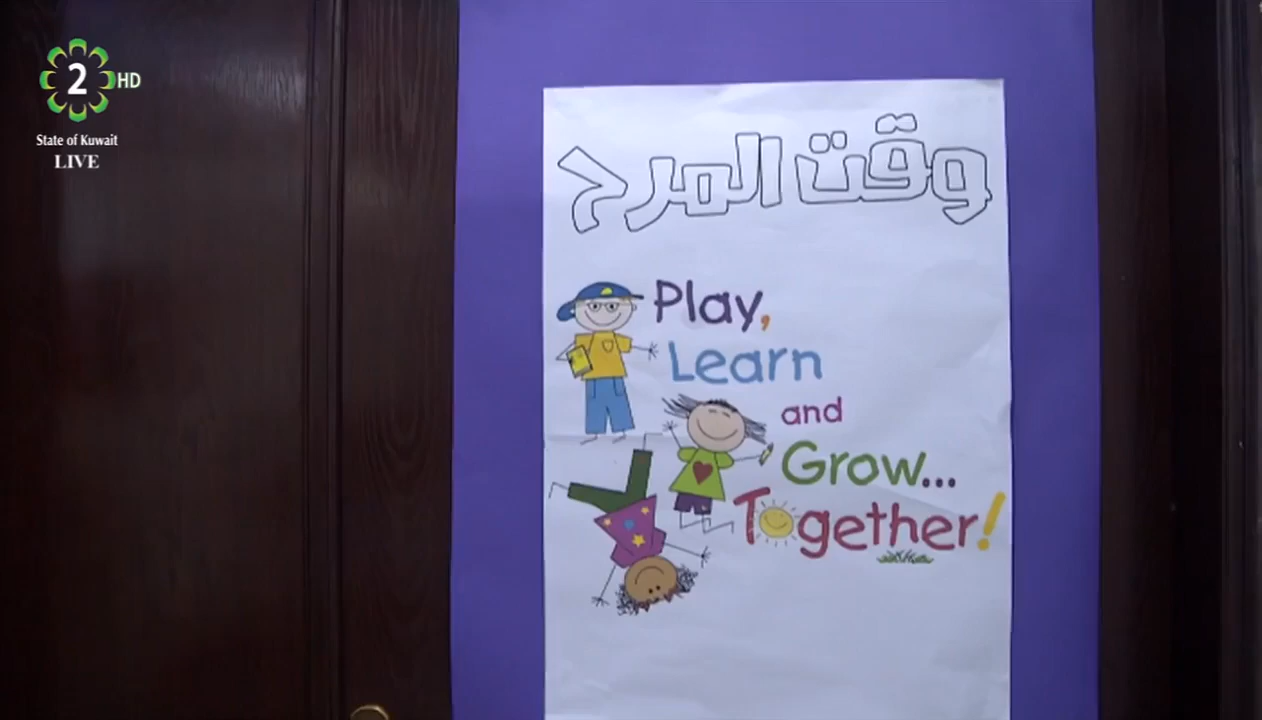 2 HD
State of Kuwait
LIVE
وقت المرح
Play,
Learn
and
Grow...
Together!